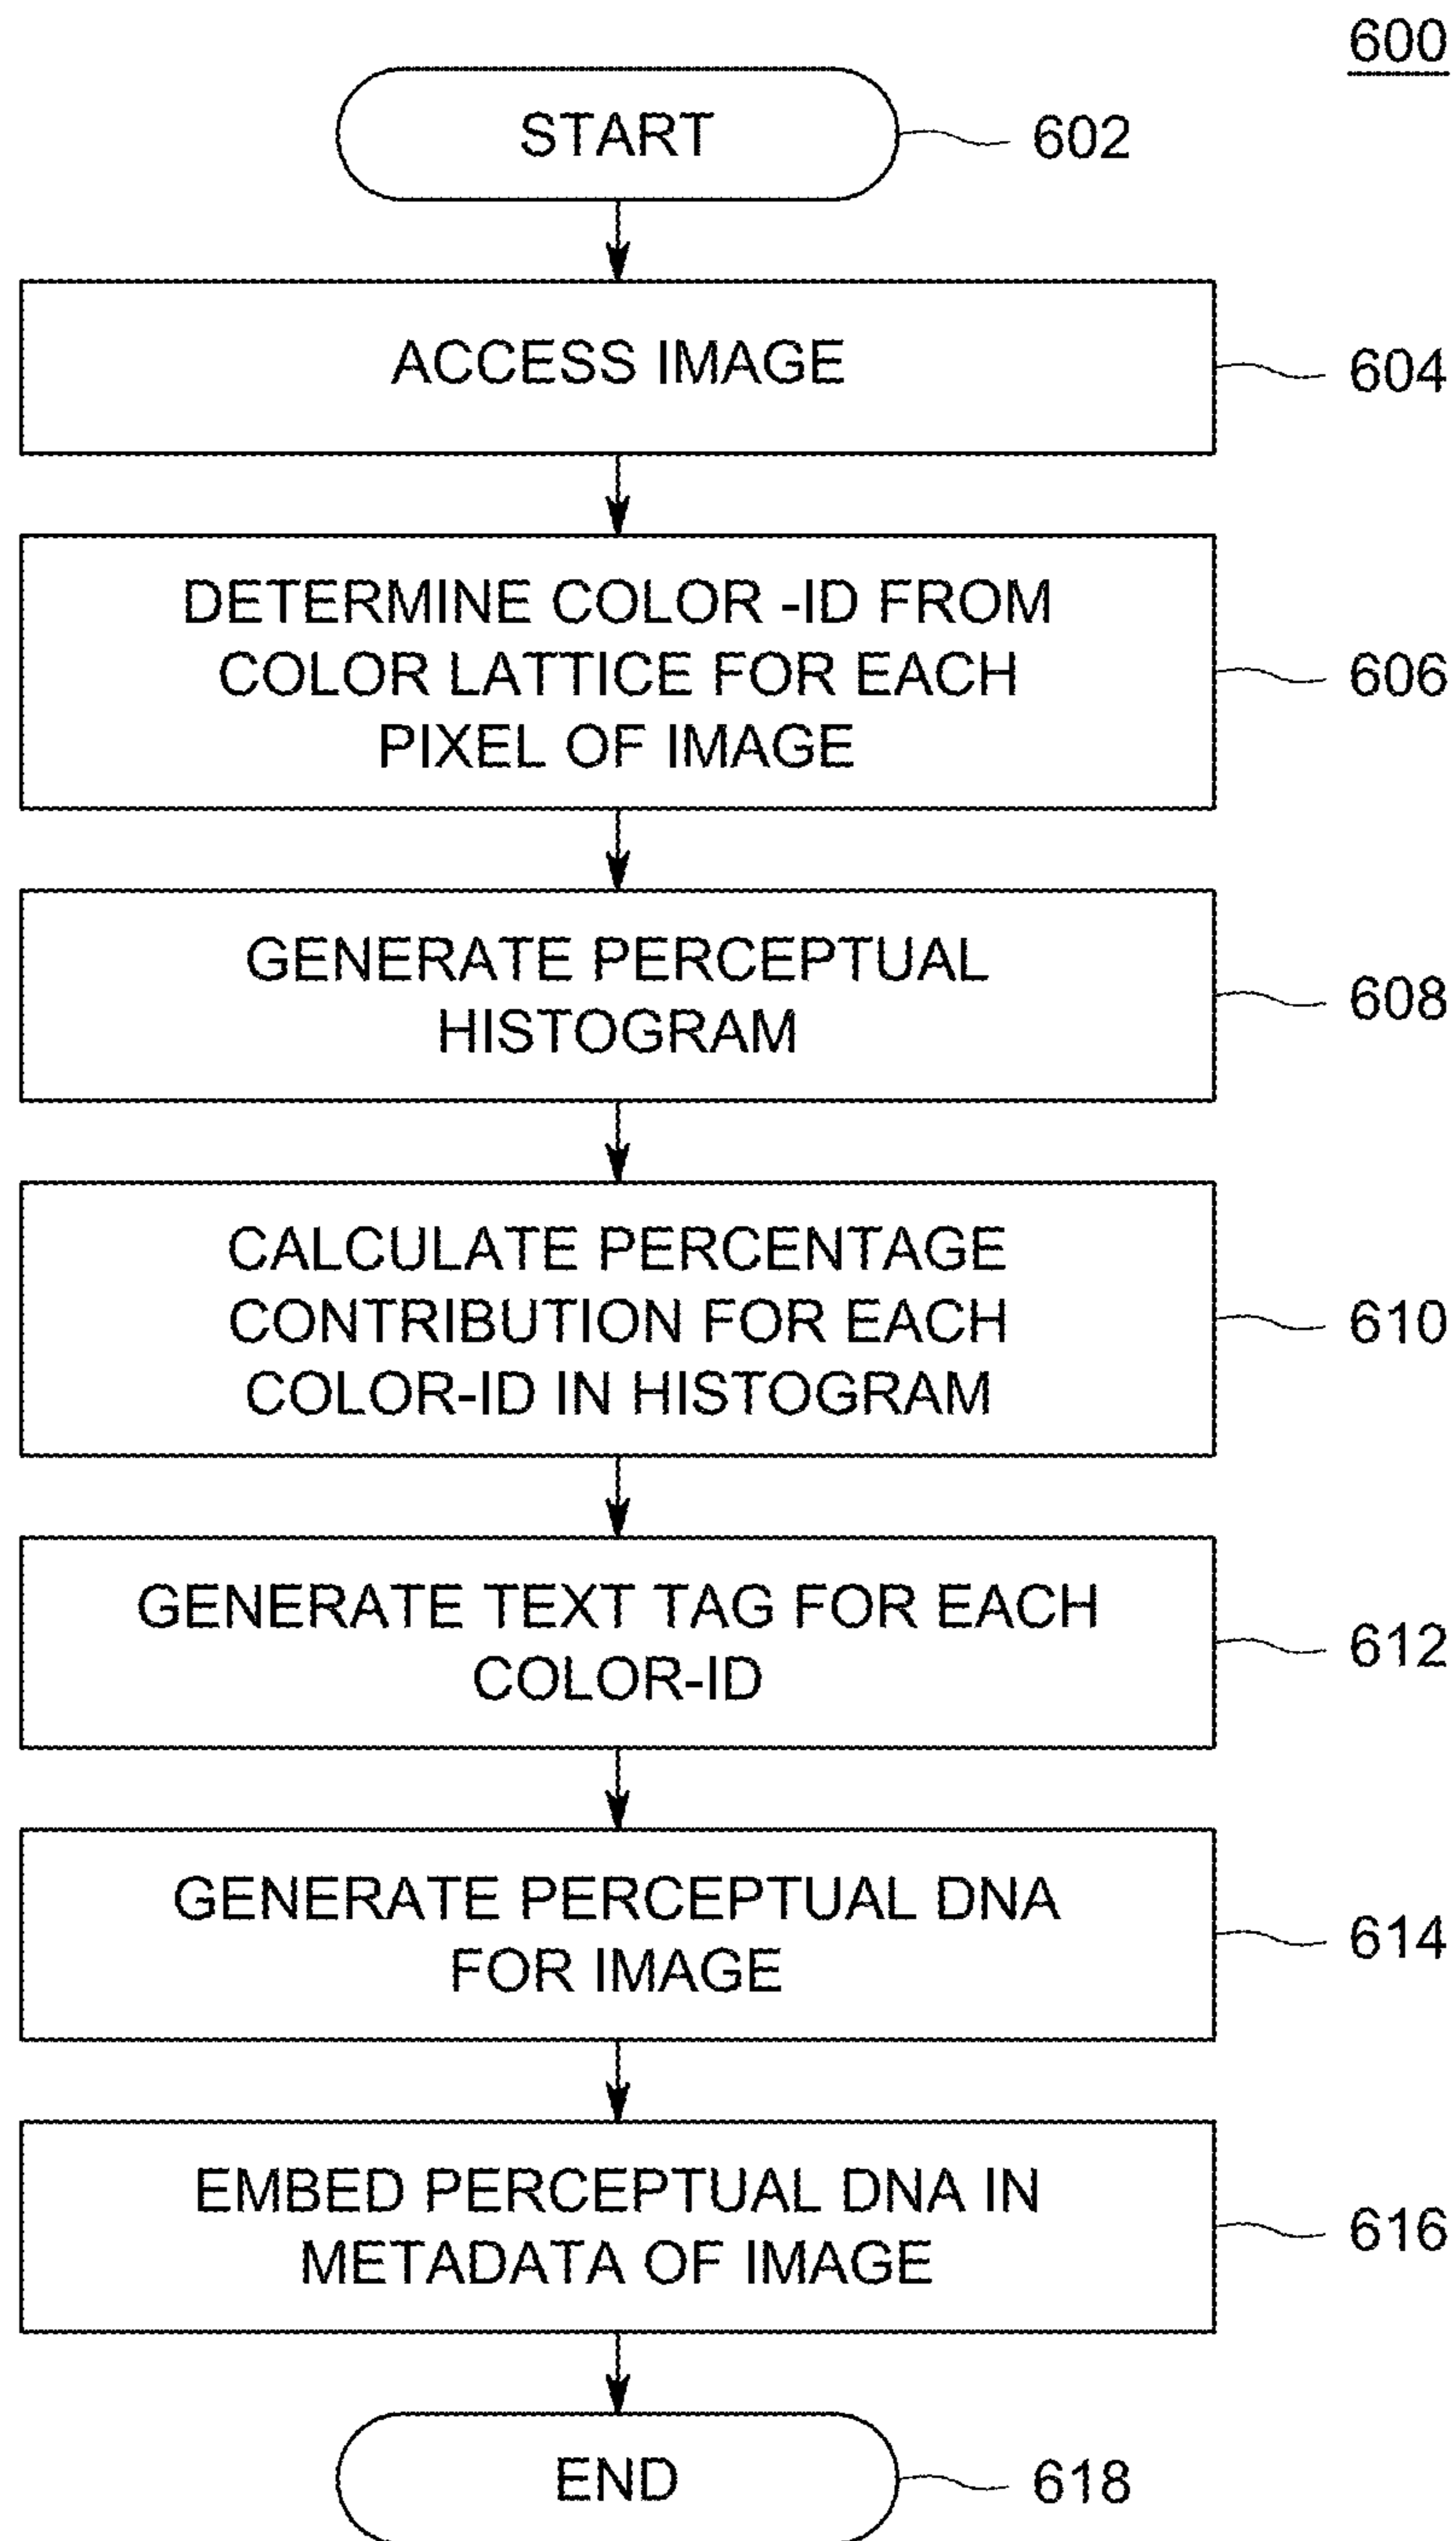 600
START
602
ACCESS IMAGE
604
DETERMINE COLOR -ID FROM
COLOR LATTICE FOR EACH
PIXEL OF IMAGE
606
GENERATE PERCEPTUAL
HISTOGRAM
608
CALCULATE PERCENTAGE
CONTRIBUTION FOR EACH
COLOR-ID IN HISTOGRAM
610
GENERATE TEXT TAG FOR EACH
COLOR-ID
612
GENERATE PERCEPTUAL DNA
FOR IMAGE
614
EMBED PERCEPTUAL DNA IN
METADATA OF IMAGE
616
END
618